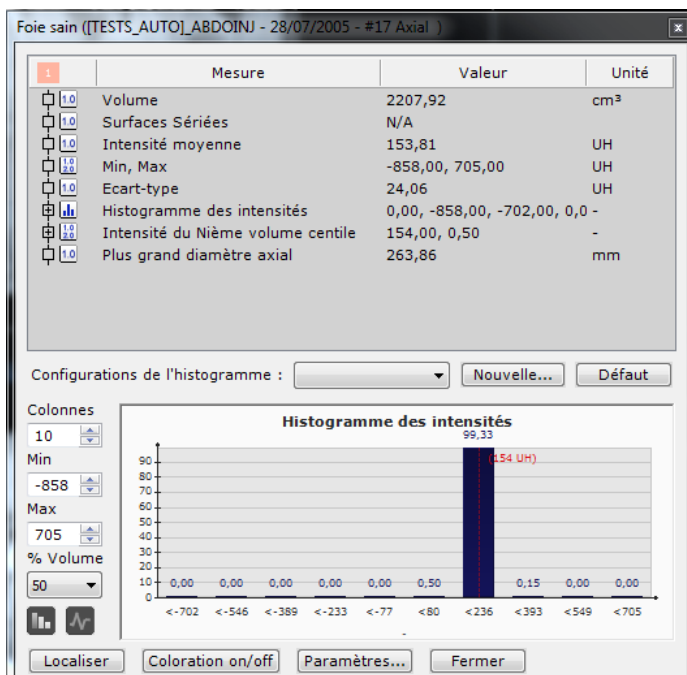 Foie sain ([TESTS_AUTO]_ABDOINJ - 28/07/2005 - #17 Axial )
x
1 Mesure Valeur Unité
1.0 Volume 2207,92 cm³
1.0 Surfaces Sériées N/A
1.0 Intensité moyenne 153,81 UH
1.0 2.0 Min, Max -858,00, 705,00 UH
1.0 Ecart-type 24,06 UH
Histogramme des intensités 0,00, -858,00, -702,00, 0,0 -
1.0 2.0 Intensité du Nième volume centile 154,00, 0,50 -
1.0 Plus grand diamètre axial 263,86 mm
Configurations de l'histogramme : Nouvelle... Défaut
Colonnes
10
Min
-858
Max
705
% Volume
50
Histogramme des intensités
99,33
(154 UH)
90
80
70
60
50
40
30
20
10
0
0,00 0,00 0,00 0,00 0,00 0,50 0,15 0,00 0,00
<-702 <-546 <-389 <-233 <-77 <80 <236 <393 <549 <705
-
Localiser Coloration on/off Paramètres... Fermer